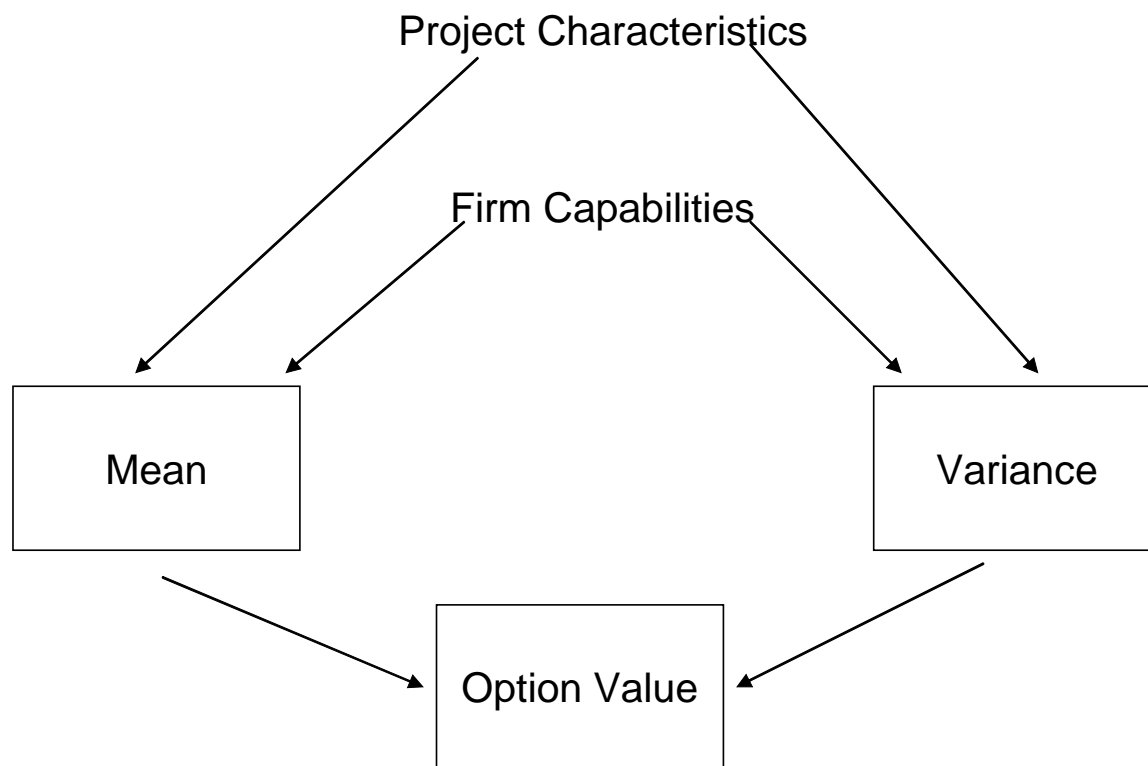 Project Characteristics
Firm Capabilities
Mean
Variance
Option Value